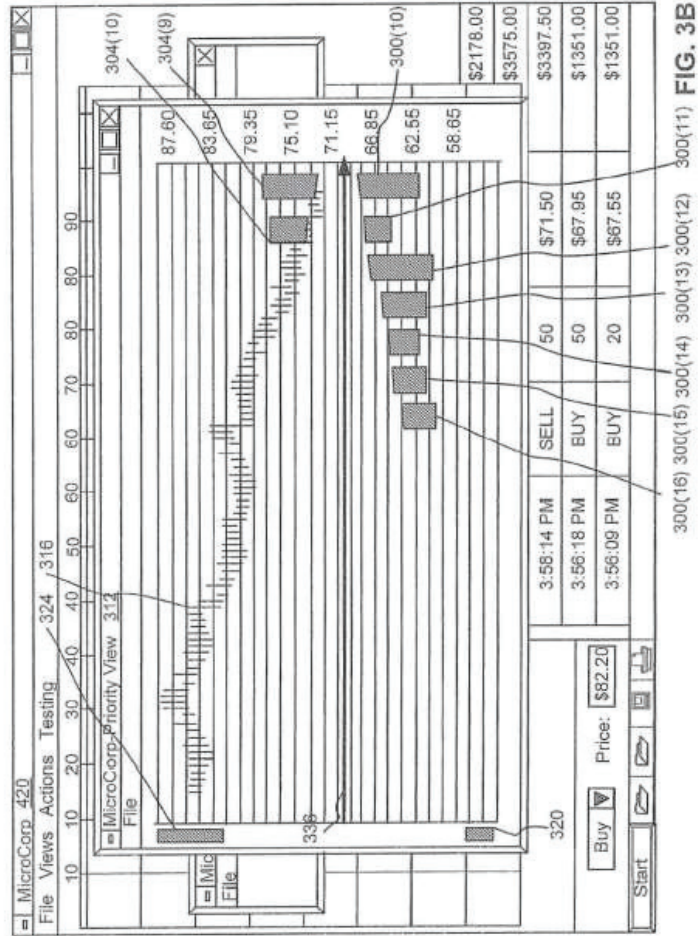 MicroCorp 420
File Views Actions Testing 324 316
10 10 20 30 40 40 50 60 60 70 80 80 90
MicroCorp Priority View 312
File
304(10)
304(9)
87.60
83.65
79.35
75.10
71.15
66.85
62.55
58.65
300(10)
336
Mic
File
320
$2178.00
$3575.00
3:58:14 PM SELL 50 $71.50 $3397.50
3:56:18 PM BUY 50 $67.95 $1351.00
3:56:09 PM BUY 20 $67.55 $1351.00
Buy Price: $82.20
Start
300(16) 300(15) 300(14) 300(13) 300(12) 300(11)
FIG. 3B